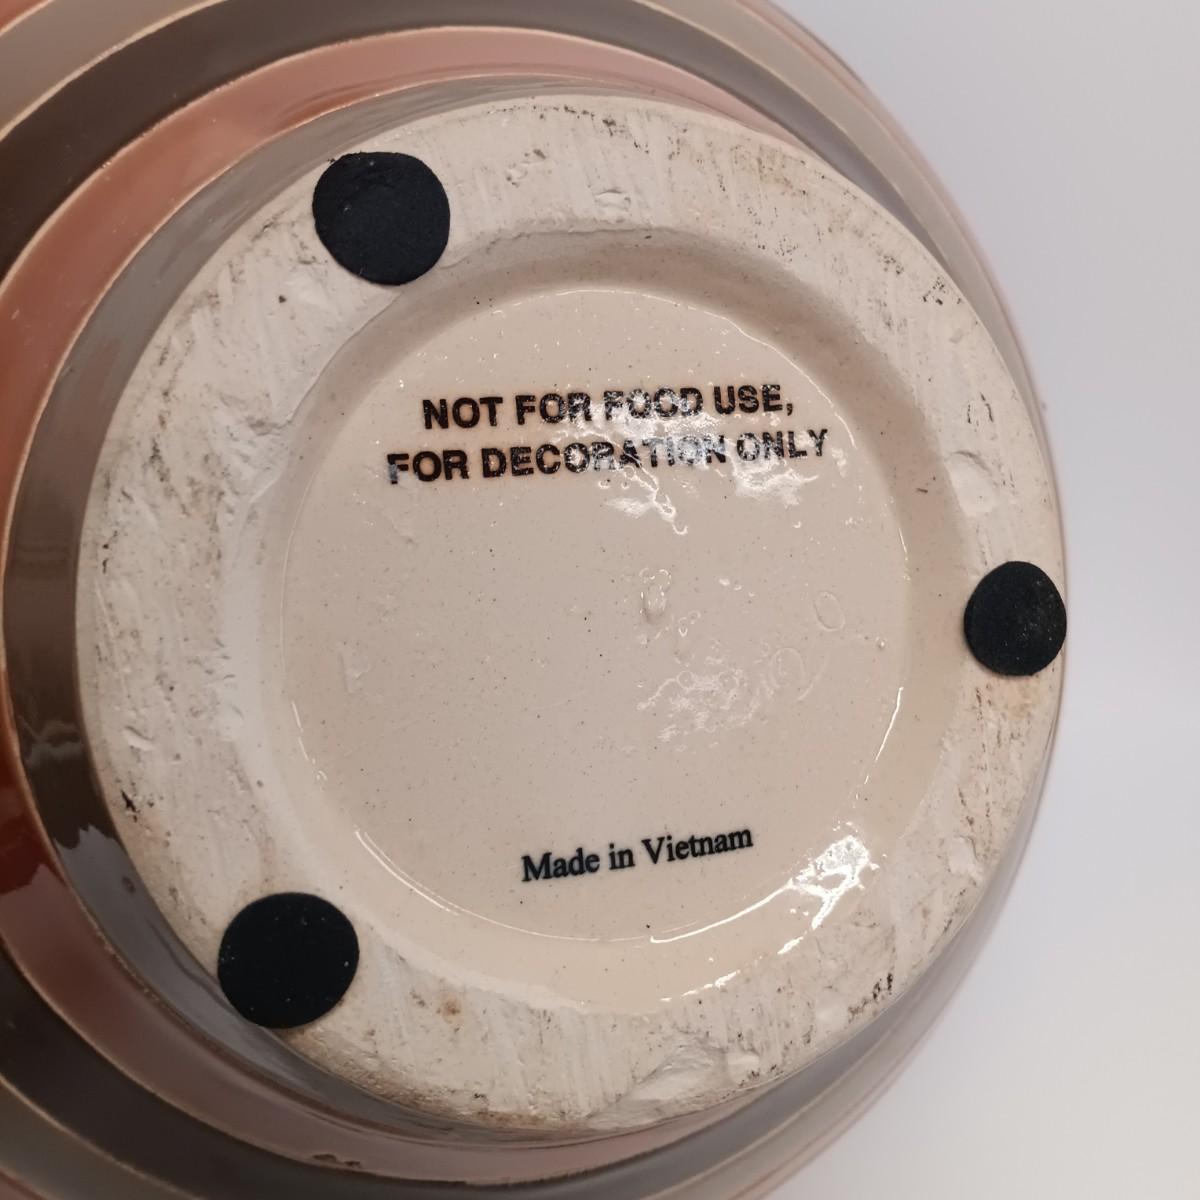 NOT FOR FOOD USE,
FOR DECORATION ONLY
Made in Vietnam